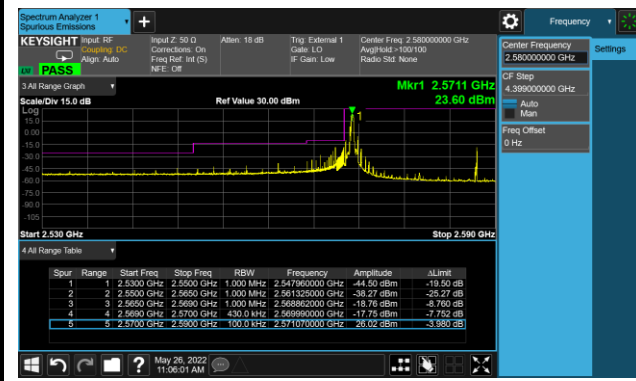 Spectrum Analyzer 1
Spurious Emissions
Frequency
KEYSIGHT Input: RF Input Z: 50 Ω Atten: 18 dB Trig: External 1 Center Freq: 2.580000000 GHz
Coupling: DC Corrections: On Gate: LO Avg|Hold:>100/100
Align: Auto Freq Ref: Int (S) IF Gain: Low Radio Std: None
NFE: Off
PASS
Center Frequency
2.580000000 GHz
Settings
CF Step
4.399000000 GHz
Auto
Man
Freq Offset
0 Hz
3 All Range Graph
Mkr1 2.5711 GHz
Scale/Div 15.0 dB Ref Value 30.00 dBm 23.60 dBm
Log
15.0
0.00
-15.0
-30.0
-45.0
-60.0
-75.0
-90.0
-105
1
Start 2.530 GHz Stop 2.590 GHz
4 All Range Table
Spur Range Start Freq Stop Freq RBW Frequency Amplitude ΔLimit
1 1 2.5300 GHz 2.5500 GHz 1.000 MHz 2.547960000 GHz -44.50 dBm -19.50 dB
2 2 2.5500 GHz 2.5650 GHz 1.000 MHz 2.561325000 GHz -38.27 dBm -25.27 dB
3 3 2.5650 GHz 2.5690 GHz 1.000 MHz 2.568862000 GHz -18.76 dBm -8.760 dB
4 4 2.5690 GHz 2.5700 GHz 430.0 kHz 2.569990000 GHz -17.75 dBm -7.752 dB
5 5 2.5700 GHz 2.5900 GHz 100.0 kHz 2.571070000 GHz 26.02 dBm -3.980 dB
May 26, 2022
11:06:01 AM